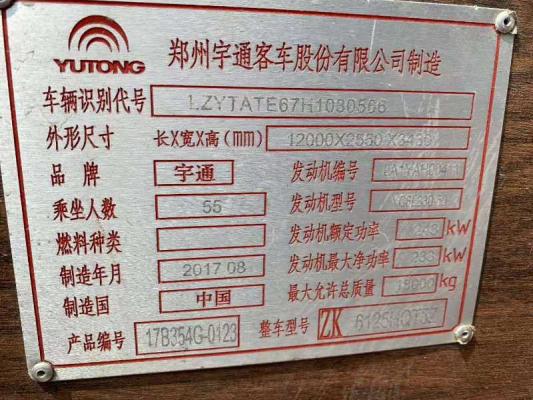 YUTONG
郑州宇通客车股份有限公司制造
车辆识别代号 LZYTATE67H1030566
外形尺寸 长X宽X高(mm) 12000X2550X
品牌 宇通 发动机编号
乘坐人数 55 发动机型号
燃料种类 发动机额定功率 kW
制造年月 2017 08 发动机最大净功率 kW
制造国 中国 最大允许总质量 18000 kg
产品编号 17B354G-0123 整车型号 ZK